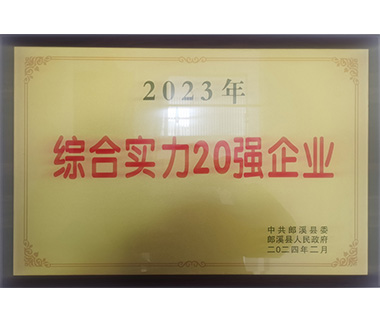 2023年
综合实力20强企业
中共郎溪县委
郎溪县人民政府
二〇二四年二月